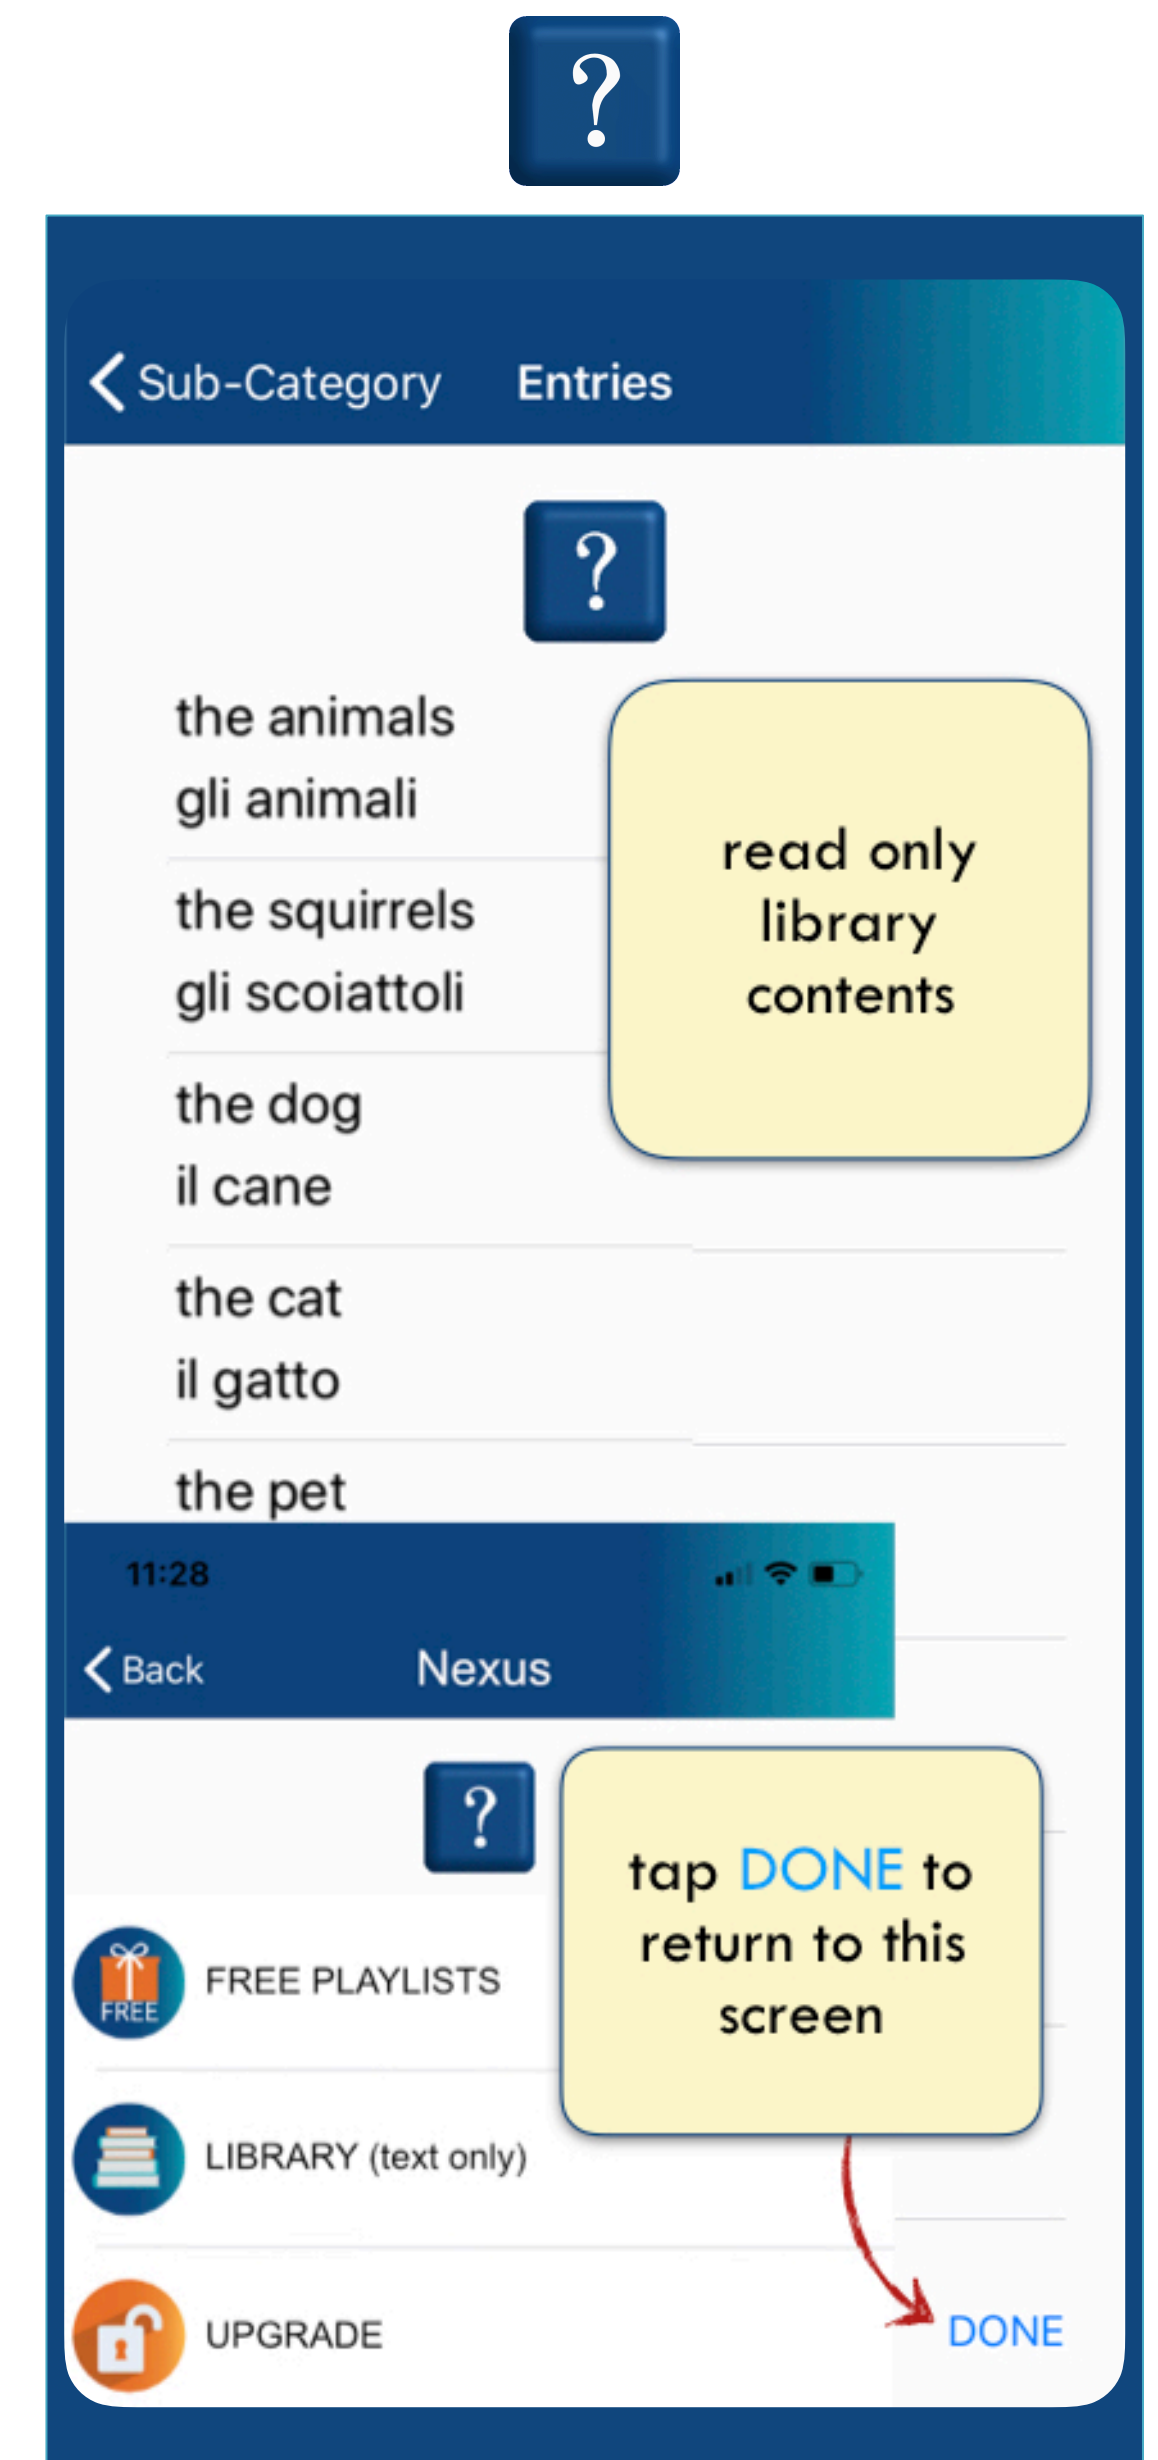 ?
Sub-Category
Entries
?
the animals
gli animali
the squirrels
gli scoiattoli
read only
library
contents
the dog
il cane
the cat
il gatto
the pet
11:28
Back
Nexus
?
tap DONE to
return to this
screen
FREE
FREE PLAYLISTS
LIBRARY (text only)
UPGRADE
DONE